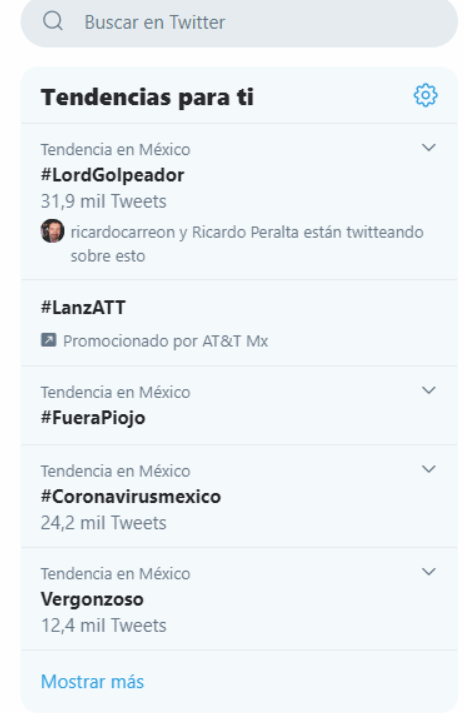 Buscar en Twitter
Tendencias para ti
Tendencia en México
#LordGolpeador
31,9 mil Tweets
ricardocarreon y Ricardo Peralta están twitteando
sobre esto
#LanzATT
Promocionado por AT&T Mx
Tendencia en México
#FueraPiojo
Tendencia en México
#Coronavirusmexico
24,2 mil Tweets
Tendencia en México
Vergonzoso
12,4 mil Tweets
Mostrar más